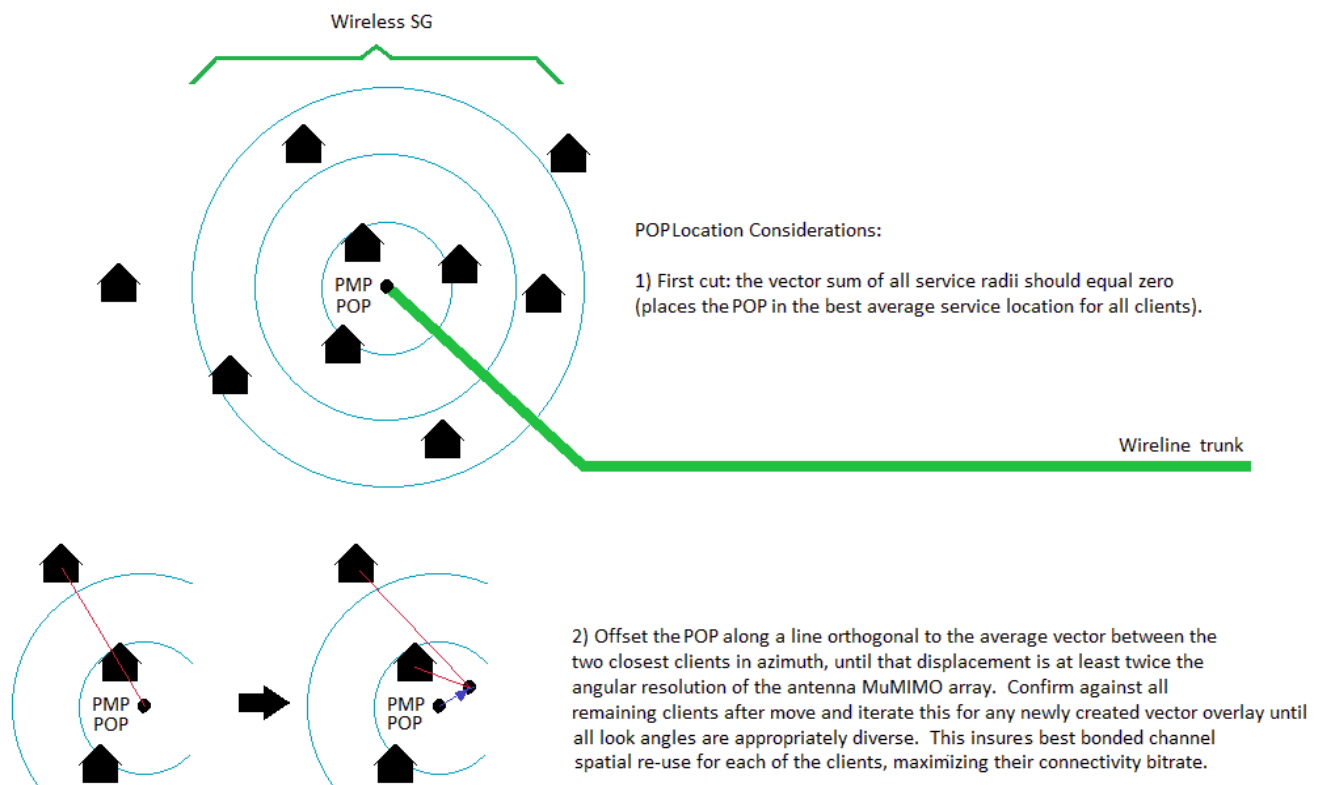 Wireless SG
PMP
POP
POP Location Considerations:
1) First cut: the vector sum of all service radii should equal zero
(places the POP in the best average service location for all clients).
Wireline trunk
PMP
POP
PMP
POP
2) Offset the POP along a line orthogonal to the average vector between the
two closest clients in azimuth, until that displacement is at least twice the
angular resolution of the antenna MuMIMO array. Confirm against all
remaining clients after move and iterate this for any newly created vector overlay until
all look angles are appropriately diverse. This insures best bonded channel
spatial re-use for each of the clients, maximizing their connectivity bitrate.